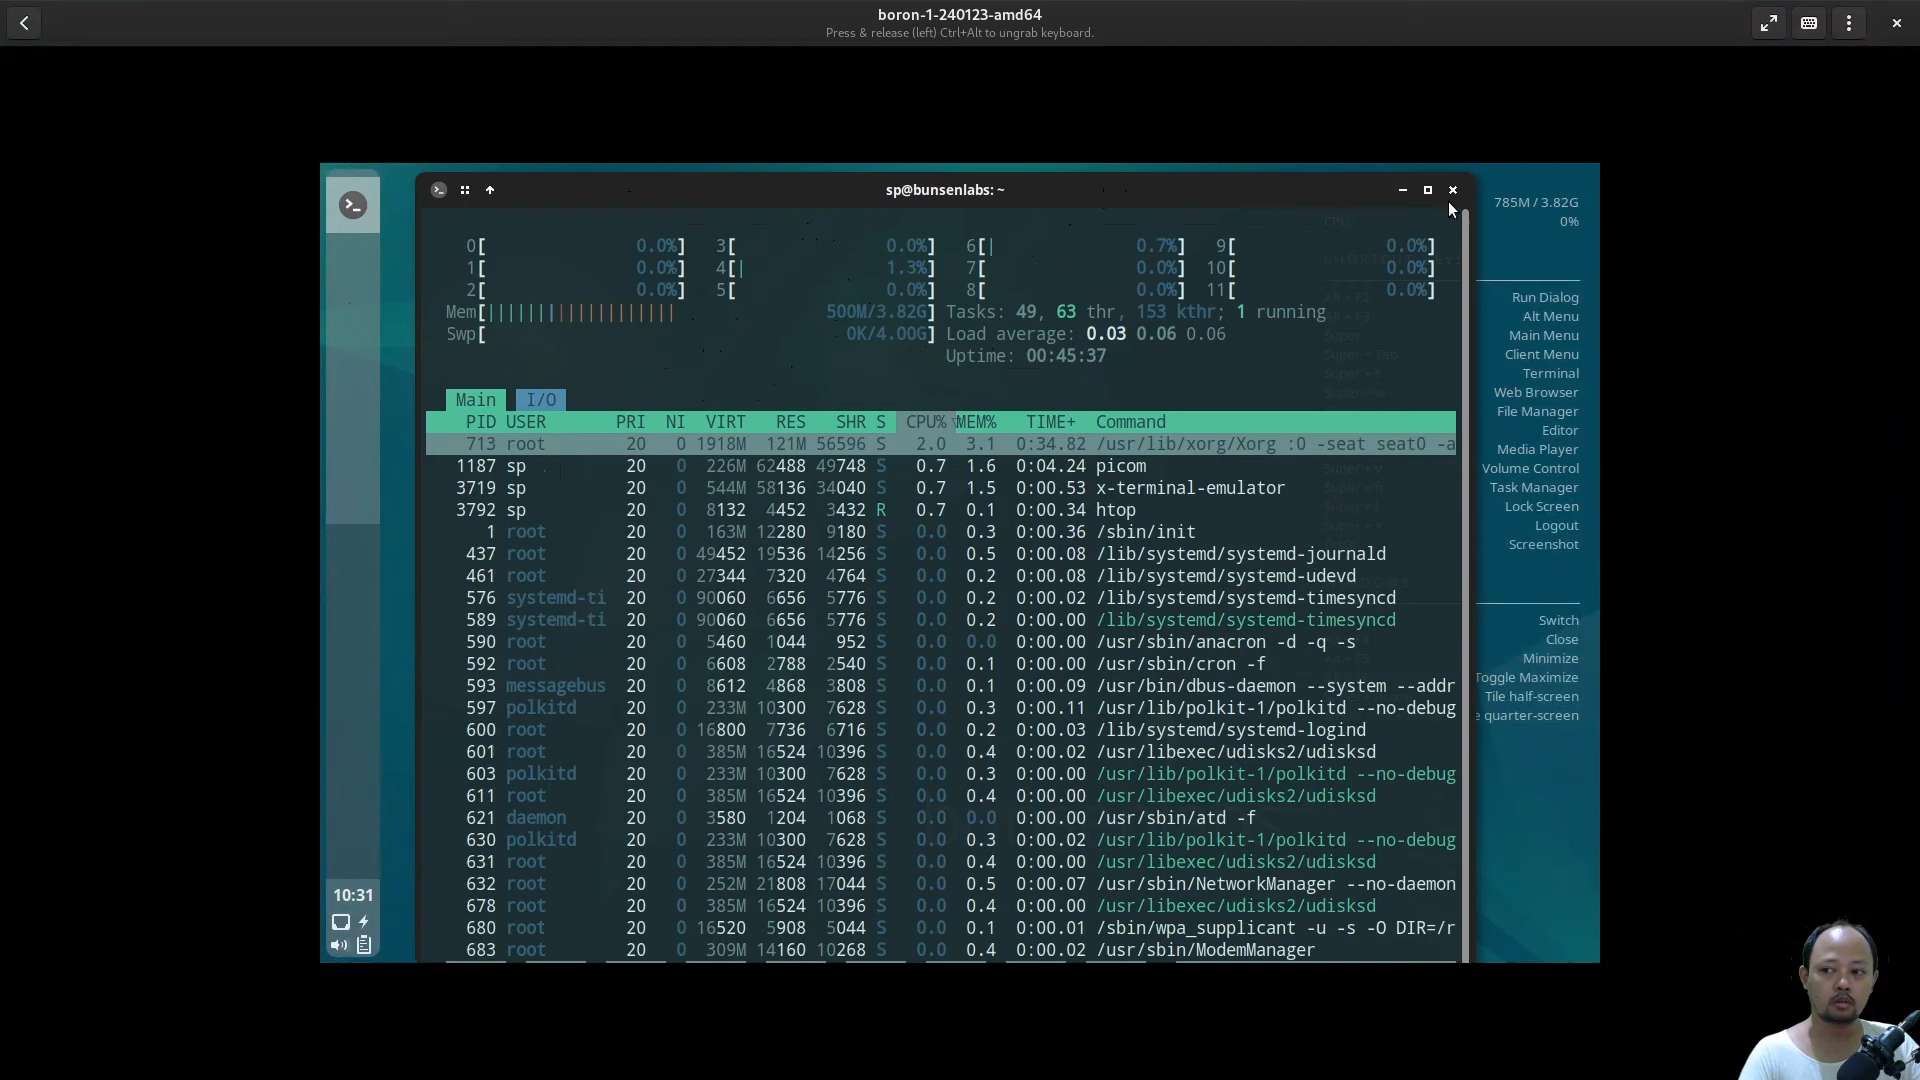 boron-1-240123-amd64
Press & release (left) Ctrl+Alt to ungrab keyboard.
sp@bunsenlabs: ~
785M / 3.82G
0%
0[ 0.0%] 3[ 0.0%] 6[| 0.7%] 9[ 0.0%]
1[ 0.0%] 4[| 1.3%] 7[ 0.0%] 10[ 0.0%]
2[ 0.0%] 5[ 0.0%] 8[ 0.0%] 11[ 0.0%]
Mem[||||||||||||||||||| 500M/3.82G] Tasks: 49, 63 thr, 153 kthr; 1 running
Swp[ 0K/4.00G] Load average: 0.03 0.06 0.06
Uptime: 00:45:37
Main I/O
PID USER PRI NI VIRT RES SHR S CPU%▽MEM% TIME+ Command
713 root 20 0 1918M 121M 56596 S 2.0 3.1 0:34.82 /usr/lib/xorg/Xorg :0 -seat seat0 -a
1187 sp 20 0 226M 62488 49748 S 0.7 1.6 0:04.24 picom
3719 sp 20 0 544M 58136 34040 S 0.7 1.5 0:00.53 x-terminal-emulator
3792 sp 20 0 8132 4452 3432 R 0.7 0.1 0:00.34 htop
1 root 20 0 163M 12280 9180 S 0.0 0.3 0:00.36 /sbin/init
437 root 20 0 49452 19536 14256 S 0.0 0.5 0:00.08 /lib/systemd/systemd-journald
461 root 20 0 27344 7320 4764 S 0.0 0.2 0:00.08 /lib/systemd/systemd-udevd
576 systemd-ti 20 0 90060 6656 5776 S 0.0 0.2 0:00.02 /lib/systemd/systemd-timesyncd
589 systemd-ti 20 0 90060 6656 5776 S 0.0 0.2 0:00.00 /lib/systemd/systemd-timesyncd
590 root 20 0 5460 1044 952 S 0.0 0.0 0:00.00 /usr/sbin/anacron -d -q -s
592 root 20 0 6608 2788 2540 S 0.0 0.1 0:00.00 /usr/sbin/cron -f
593 messagebus 20 0 8612 4868 3808 S 0.0 0.1 0:00.09 /usr/bin/dbus-daemon --system --addr
597 polkitd 20 0 233M 10300 7628 S 0.0 0.3 0:00.11 /usr/lib/polkit-1/polkitd --no-debug
600 root 20 0 16800 7736 6716 S 0.0 0.2 0:00.03 /lib/systemd/systemd-logind
601 root 20 0 385M 16524 10396 S 0.0 0.4 0:00.02 /usr/libexec/udisks2/udisksd
603 polkitd 20 0 233M 10300 7628 S 0.0 0.3 0:00.00 /usr/lib/polkit-1/polkitd --no-debug
611 root 20 0 385M 16524 10396 S 0.0 0.4 0:00.00 /usr/libexec/udisks2/udisksd
621 daemon 20 0 3580 1204 1068 S 0.0 0.0 0:00.00 /usr/sbin/atd -f
630 polkitd 20 0 233M 10300 7628 S 0.0 0.3 0:00.02 /usr/lib/polkit-1/polkitd --no-debug
631 root 20 0 385M 16524 10396 S 0.0 0.4 0:00.00 /usr/libexec/udisks2/udisksd
632 root 20 0 252M 21808 17044 S 0.0 0.5 0:00.07 /usr/sbin/NetworkManager --no-daemon
678 root 20 0 385M 16524 10396 S 0.0 0.4 0:00.00 /usr/libexec/udisks2/udisksd
680 root 20 0 16520 5908 5044 S 0.0 0.1 0:00.01 /sbin/wpa_supplicant -u -s -O DIR=/r
683 root 20 0 309M 14160 10268 S 0.0 0.4 0:00.02 /usr/sbin/ModemManager
Run Dialog
Alt Menu
Main Menu
Client Menu
Terminal
Web Browser
File Manager
Editor
Media Player
Volume Control
Task Manager
Lock Screen
Logout
Screenshot
Switch
Close
Minimize
Toggle Maximize
Tile half-screen
e quarter-screen
10:31